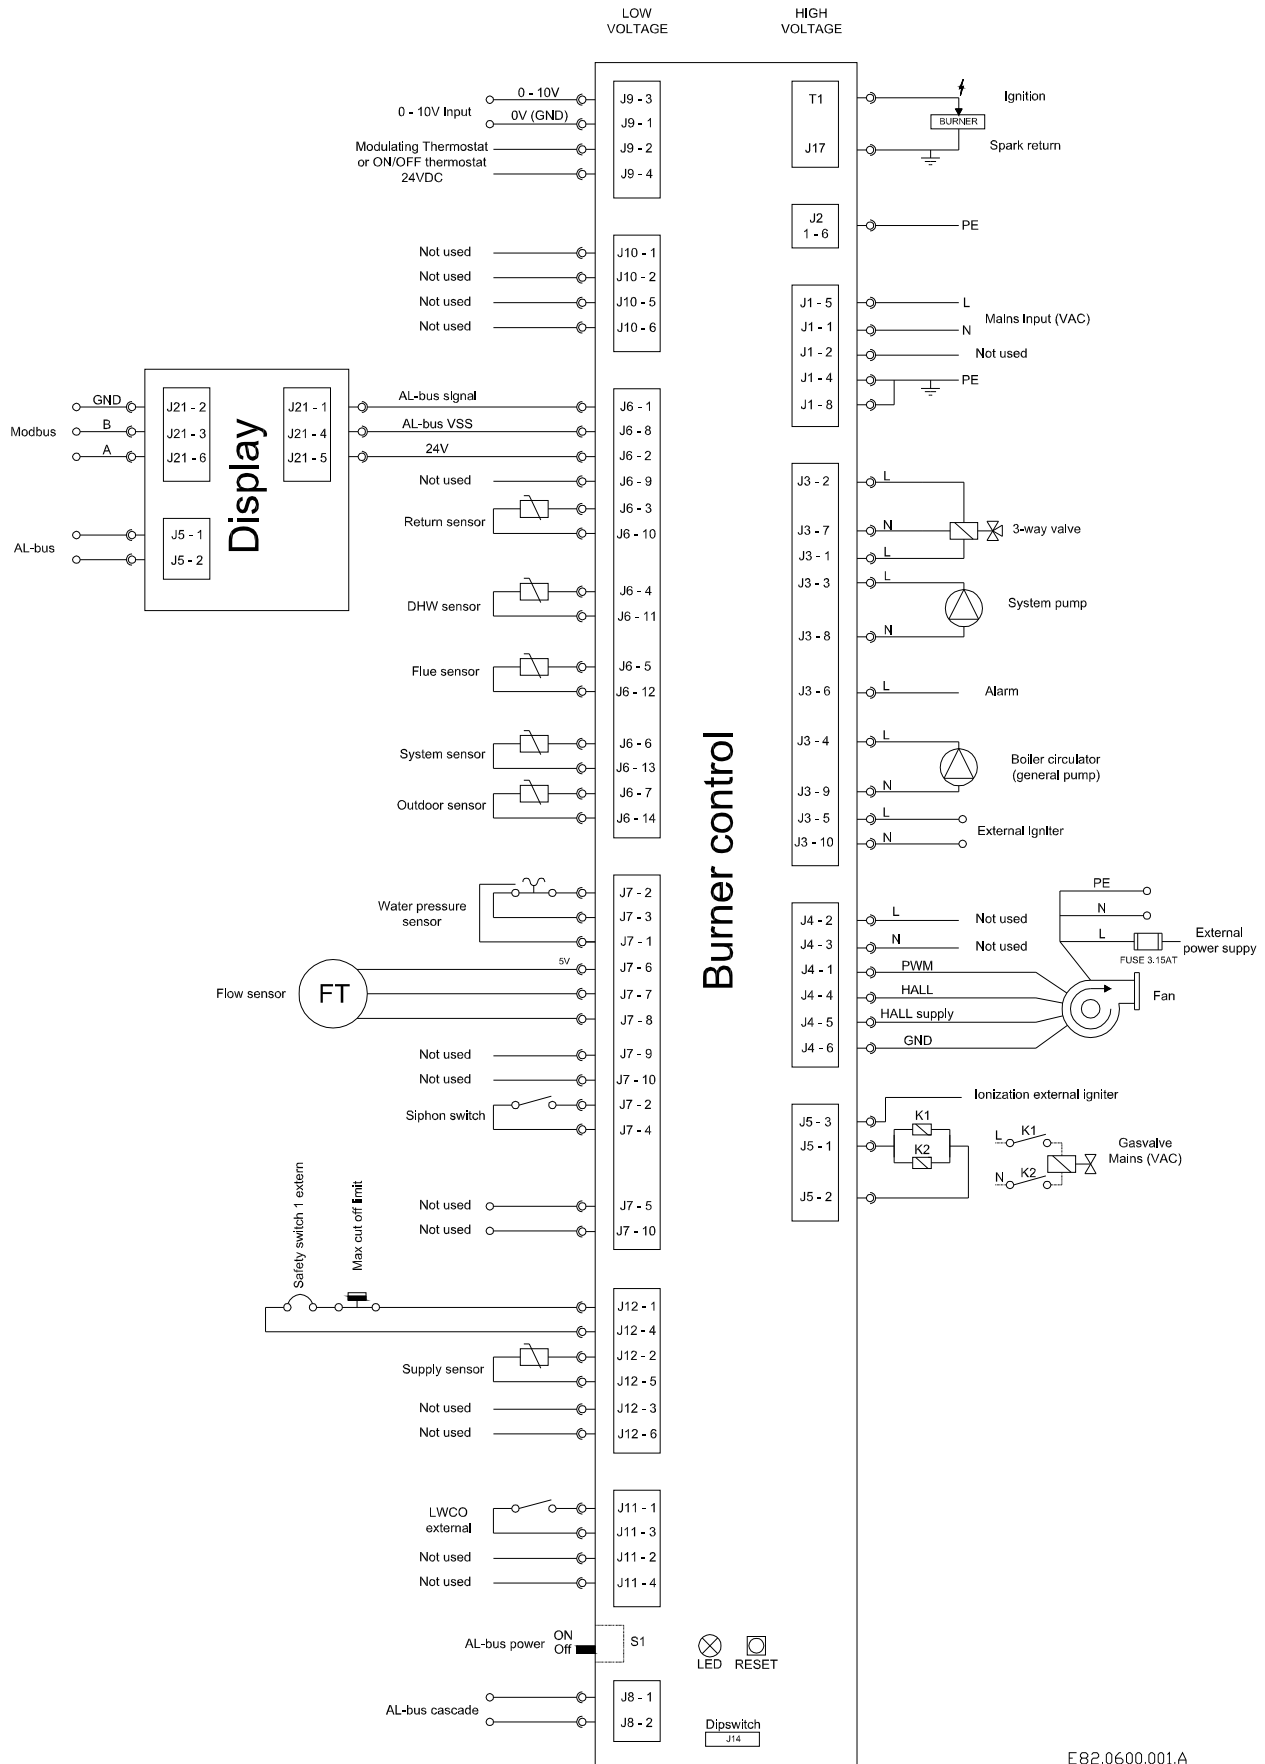 LOW
VOLTAGE
HIGH
VOLTAGE
0 - 10V Input
0 - 10V
0V (GND)
Modulating Thermostat
or ON/OFF thermostat
24VDC
J9 - 3
J9 - 1
J9 - 2
J9 - 4
Not used
Not used
Not used
Not used
J10 - 1
J10 - 2
J10 - 5
J10 - 6
Modbus
GND
B
A
AL-bus
J21 - 2
J21 - 3
J21 - 6
J5 - 1
J5 - 2
Display
J21 - 1
J21 - 4
J21 - 5
AL-bus signal
AL-bus VSS
24V
Not used
Return sensor
DHW sensor
Flue sensor
System sensor
Outdoor sensor
J6 - 1
J6 - 8
J6 - 2
J6 - 9
J6 - 3
J6 - 10
J6 - 4
J6 - 11
J6 - 5
J6 - 12
J6 - 6
J6 - 13
J6 - 7
J6 - 14
Water pressure
sensor
Flow sensor
FT
5V
Not used
Not used
Siphon switch
Not used
Not used
J7 - 2
J7 - 3
J7 - 1
J7 - 6
J7 - 7
J7 - 8
J7 - 9
J7 - 10
J7 - 2
J7 - 4
J7 - 5
J7 - 10
Safety switch 1 extern
Max cut off limit
Supply sensor
Not used
Not used
J12 - 1
J12 - 4
J12 - 2
J12 - 5
J12 - 3
J12 - 6
LWCO
external
Not used
Not used
J11 - 1
J11 - 3
J11 - 2
J11 - 4
AL-bus power
ON
Off
S1
LED
RESET
AL-bus cascade
J8 - 1
J8 - 2
Dipswitch
J14
Burner control
T1
J17
Ignition
BURNER
Spark return
J2
1 - 6
PE
J1 - 5
J1 - 1
J1 - 2
J1 - 4
J1 - 8
L
N
Mains Input (VAC)
Not used
PE
J3 - 2
J3 - 7
J3 - 1
J3 - 3
J3 - 8
J3 - 6
J3 - 4
J3 - 9
J3 - 5
J3 - 10
L
N
L
3-way valve
L
N
System pump
L
Alarm
L
N
Boiler circulator
(general pump)
L
N
External Igniter
J4 - 2
J4 - 3
J4 - 1
J4 - 4
J4 - 5
J4 - 6
L
Not used
N
Not used
PWM
HALL
HALL supply
GND
PE
N
L
FUSE 3.15AT
External
power suppy
Fan
J5 - 3
J5 - 1
J5 - 2
Ionization external igniter
K1
K2
L
K1
N
K2
Gasvalve
Mains (VAC)
E82.0600.001.A